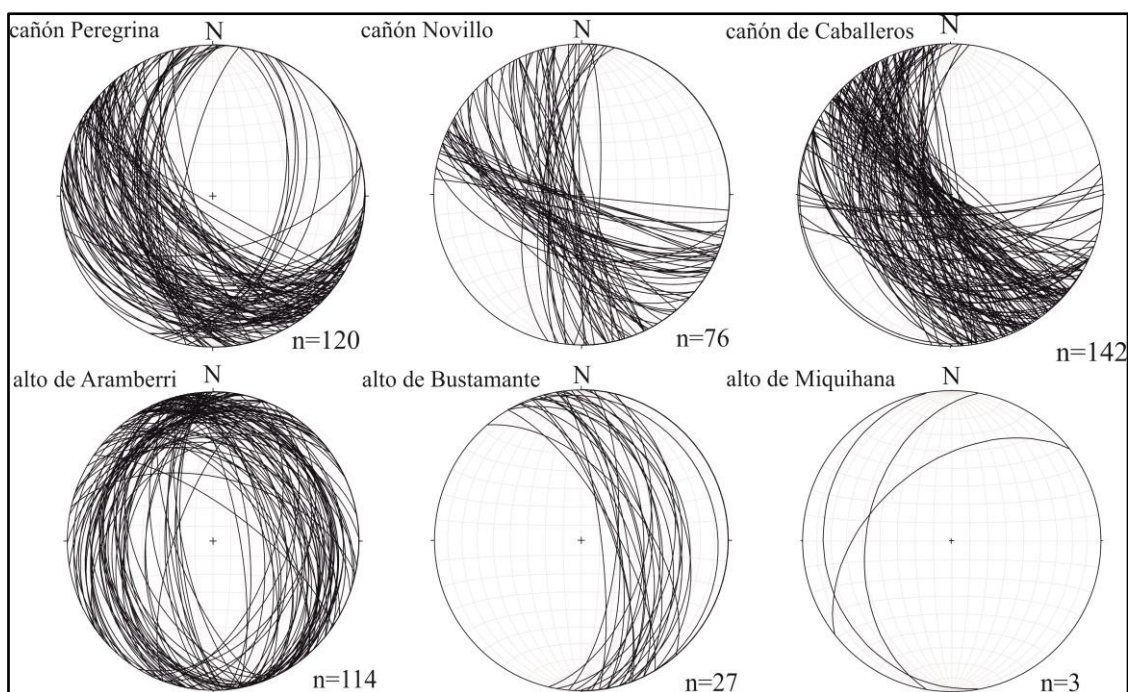 cañón Peregrina
N
n=120
cañón Novillo
N
n=76
cañón de Caballeros
N
n=142
alto de Aramberri
N
n=114
alto de Bustamante
N
n=27
alto de Miquihana
N
n=3